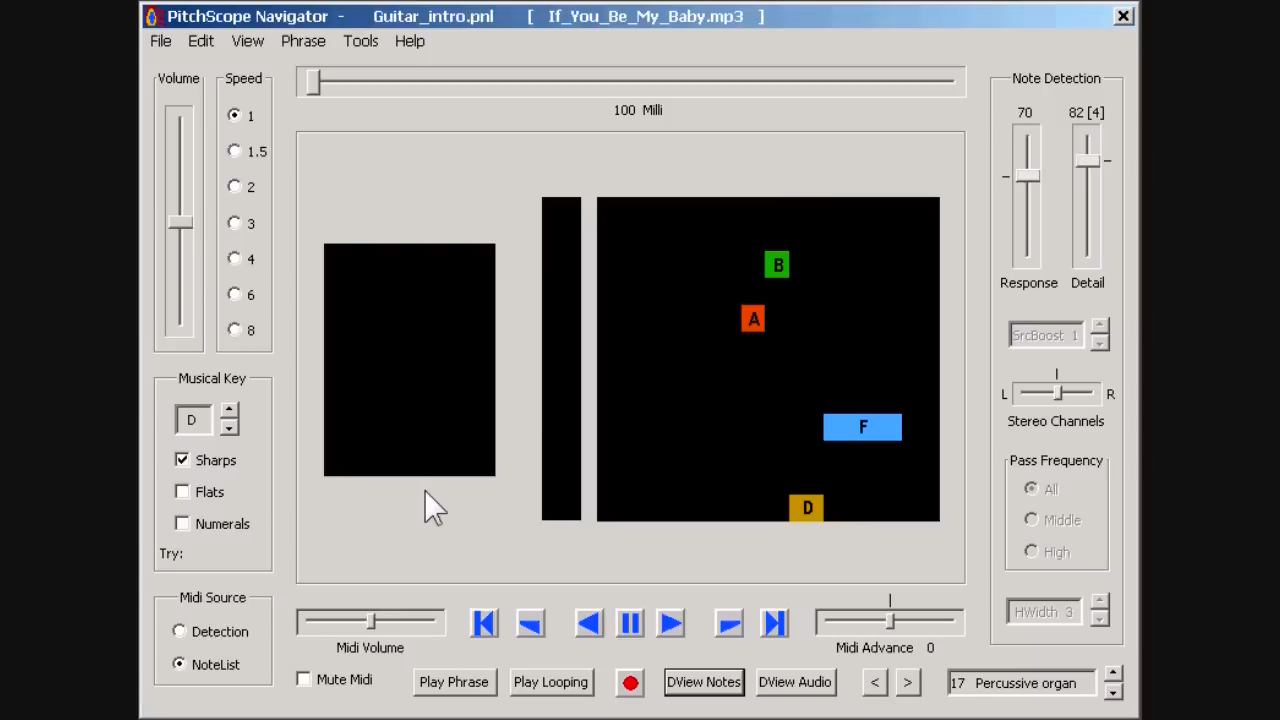 PitchScope Navigator - Guitar_intro.pnl [ If_You_Be_My_Baby.mp3 ]
File Edit View Phrase Tools Help
Volume
Speed
1
1.5
2
3
4
6
8
100 Milli
B
A
F
D
Note Detection
70 82 [4]
Response Detail
SrcBoost 1
L R
Stereo Channels
Pass Frequency
All
Middle
High
HWidth 3
Musical Key
D
Sharps
Flats
Numerals
Try:
Midi Source
Detection
NoteList
Midi Volume
Midi Advance 0
Mute Midi
Play Phrase
Play Looping
DView Notes
DView Audio
< >
17 Percussive organ